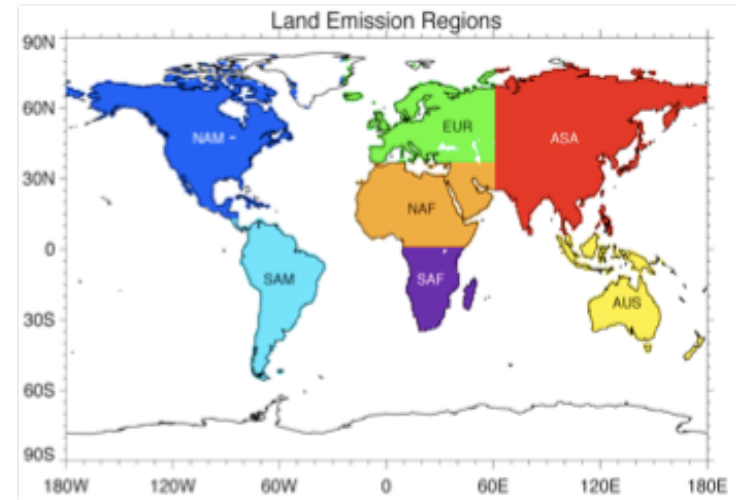 Land Emission Regions
90N
60N
30N
0
30S
60S
90S
NAM
EUR
ASA
NAF
SAM
SAF
AUS
180W 120W 60W 0 60E 120E 180E